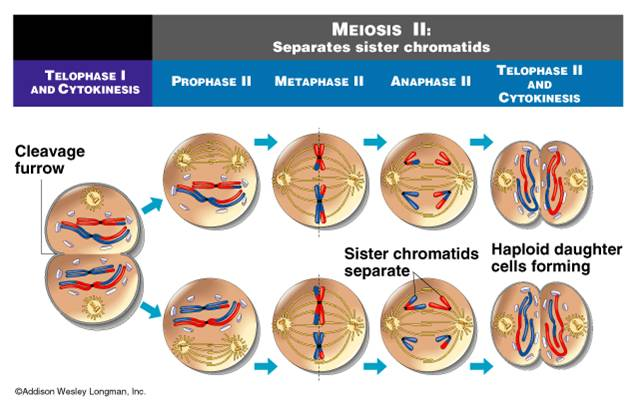 MEIOSIS II:
Separates sister chromatids
TELOPHASE I
AND CYTOKINESIS
PROPHASE II
METAPHASE II
ANAPHASE II
TELOPHASE II
AND
CYTOKINESIS
Cleavage
furrow
Sister chromatids
separate
Haploid daughter
cells forming
©Addison Wesley Longman, Inc.